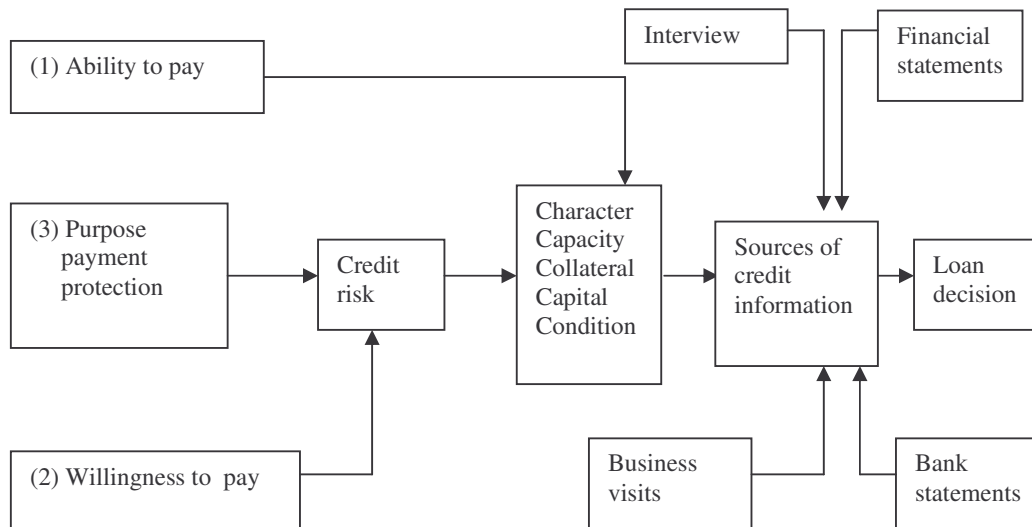 (1) Ability to pay
Interview
Financial
statements
(3) Purpose
payment
protection
Credit
risk
Character
Capacity
Collateral
Capital
Condition
Sources of
credit
information
Loan
decision
(2) Willingness to pay
Business
visits
Bank
statements